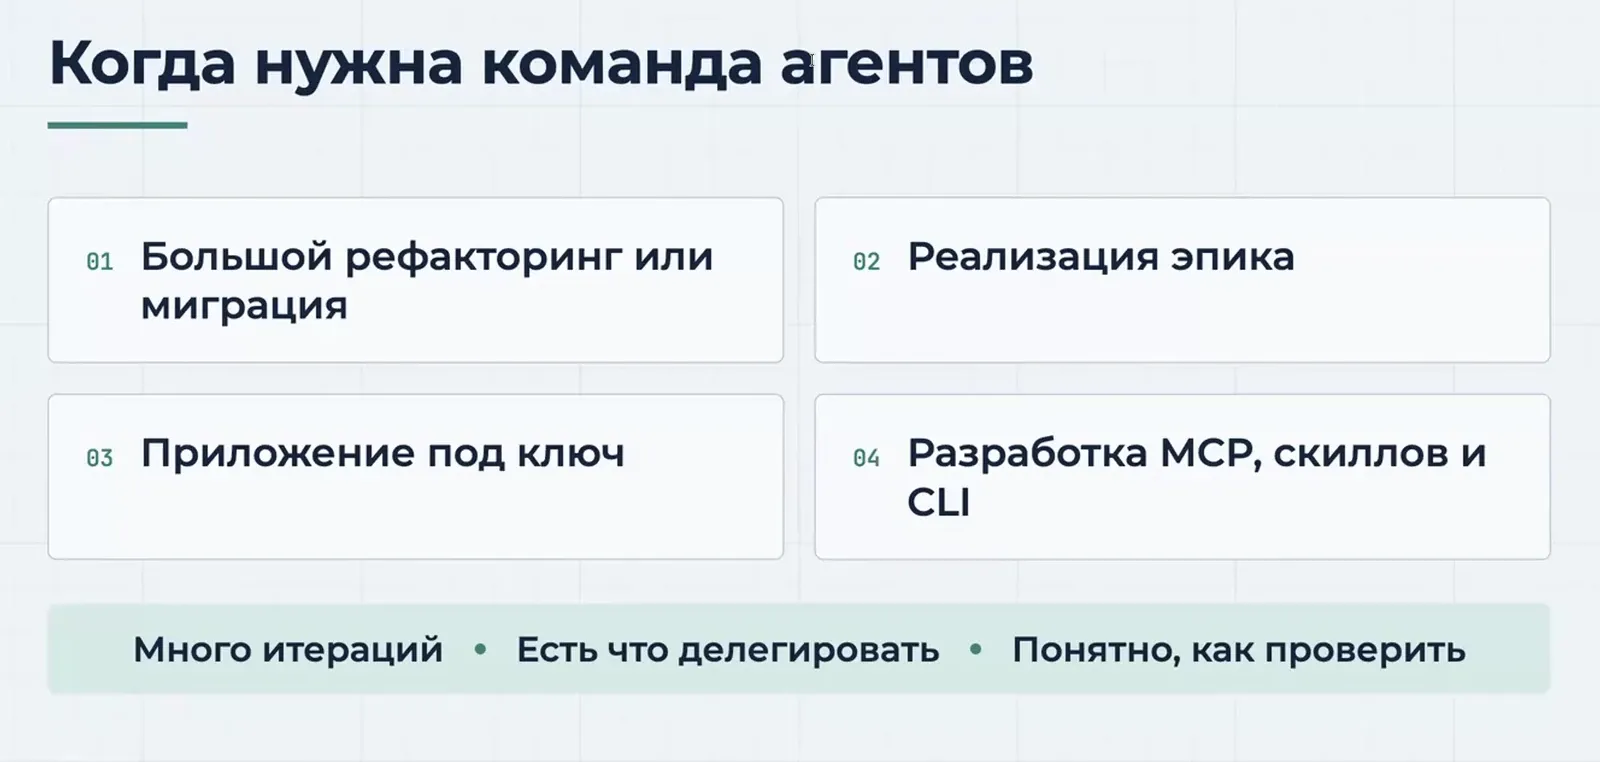 Когда нужна команда агентов
01 Большой рефакторинг или
миграция
02 Реализация эпика
03 Приложение под ключ
04 Разработка MCP, скиллов и
CLI
Много итераций • Есть что делегировать • Понятно, как проверить